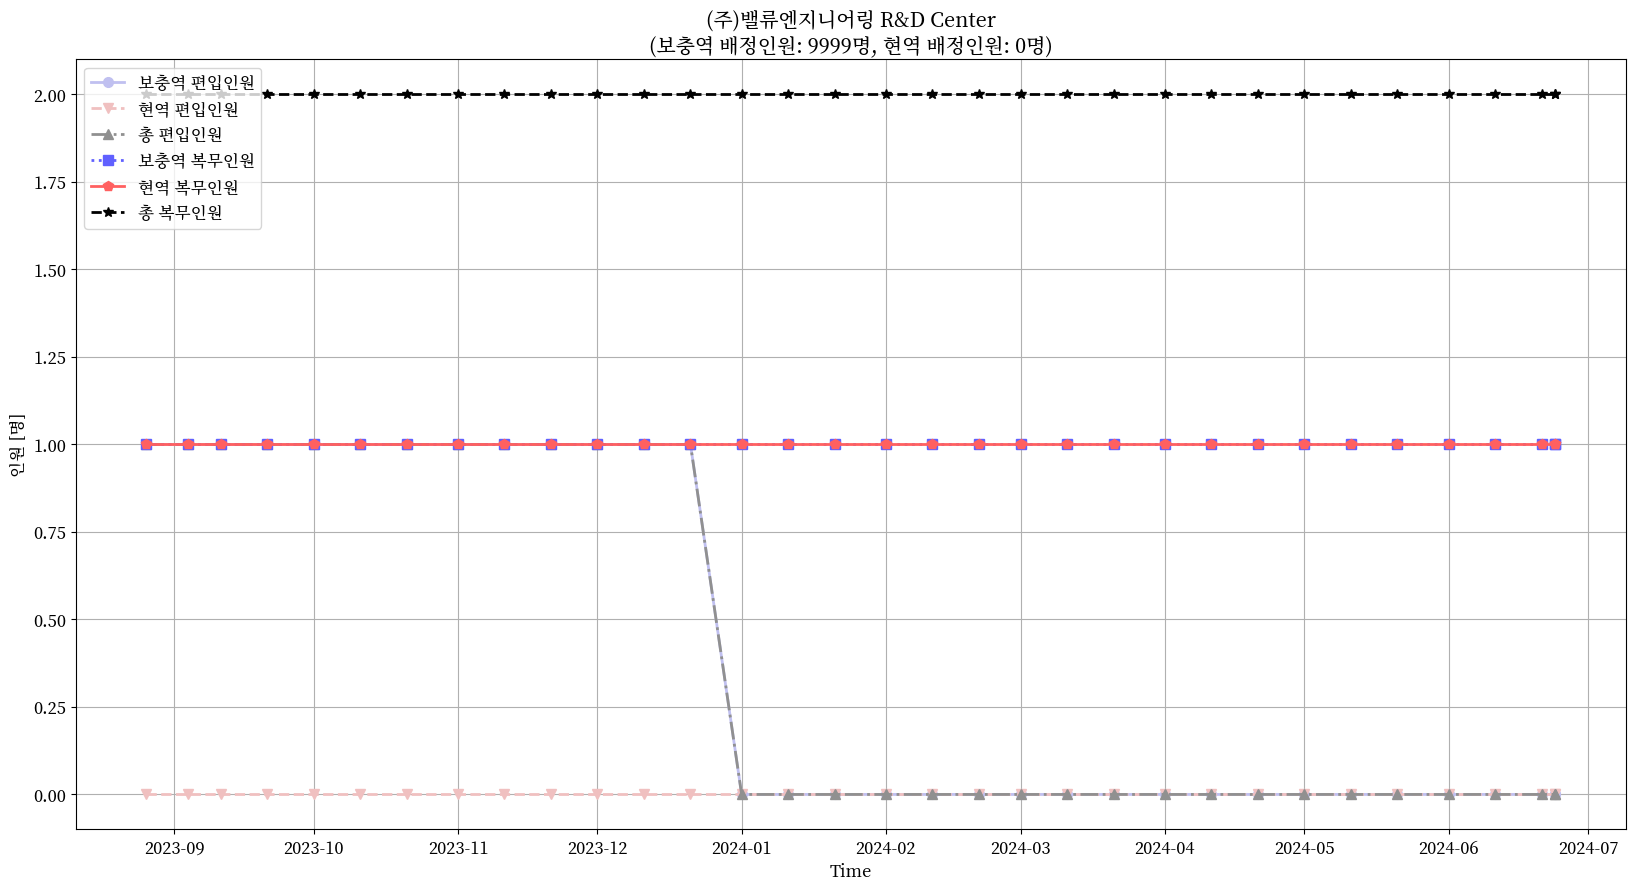 (주)밸류엔지니어링 R&D Center
(보충역 배정인원: 9999명, 현역 배정인원: 0명)
보충역 편입인원
현역 편입인원
총 편입인원
보충역 복무인원
현역 복무인원
총 복무인원
인원 [명]
2.00
1.75
1.50
1.25
1.00
0.75
0.50
0.25
0.00
2023-09
2023-10
2023-11
2023-12
2024-01
2024-02
2024-03
2024-04
2024-05
2024-06
2024-07
Time